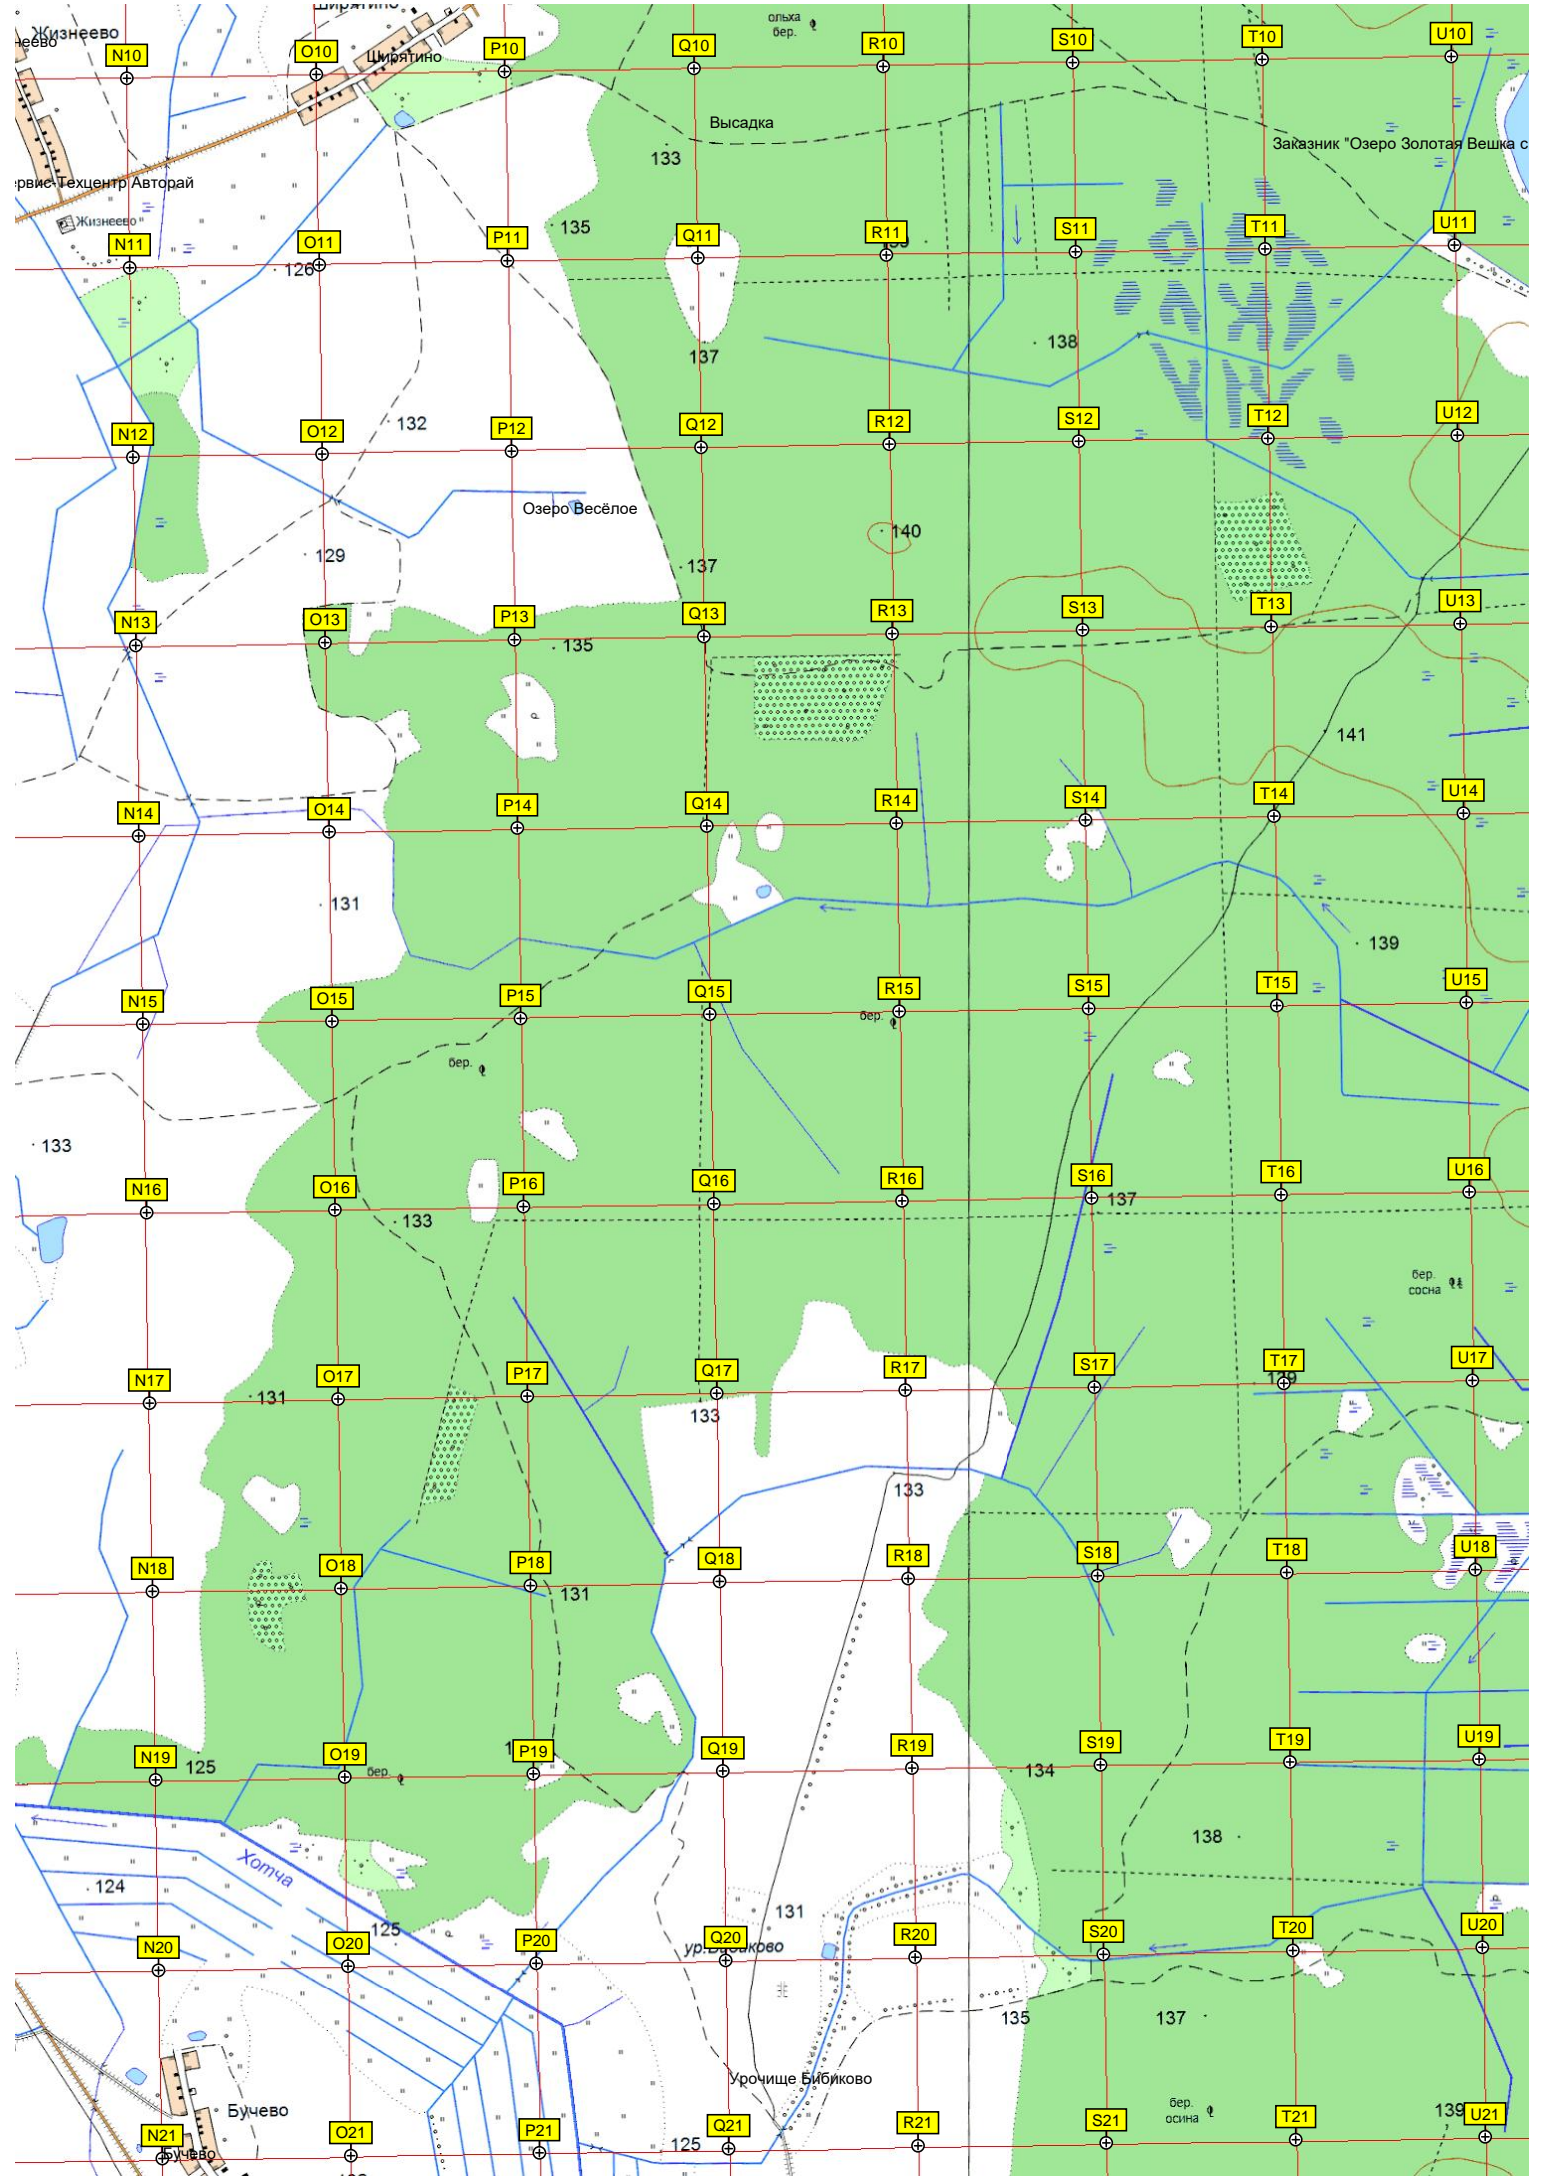 Ширятино
ольха
бер.
Жизнеево
неево
N10
O10
Ширятино
P10
Q10
R10
S10
T10
U10
Высадка
133
Заказник "Озеро Золотая Вешка с
ервис-Техцентр Авторай
Жизнеево
135
N11
O11
P11
Q11
R11
S11
T11
U11
126
137
138
N12
O12
132
P12
Q12
R12
S12
T12
U12
Озеро Весёлое
129
137
140
N13
O13
P13
135
Q13
R13
S13
T13
U13
141
N14
O14
P14
Q14
R14
S14
T14
U14
131
139
N15
O15
P15
Q15
R15
S15
T15
U15
бер.
бер.
133
N16
O16
P16
Q16
R16
S16
T16
U16
133
137
бер.
сосна
N17
O17
P17
Q17
R17
S17
T17
U17
131
133
139
133
N18
O18
P18
Q18
R18
S18
T18
U18
131
N19
O19
P19
Q19
R19
S19
T19
U19
125
бер.
134
138
Хотча
124
125
131
N20
O20
P20
Q20
R20
S20
T20
U20
ур.Бибиково
135
137
Урочище Бибиково
Бучево
бер.
осина
139
N21
O21
P21
Q21
R21
S21
T21
U21
Бучево
125